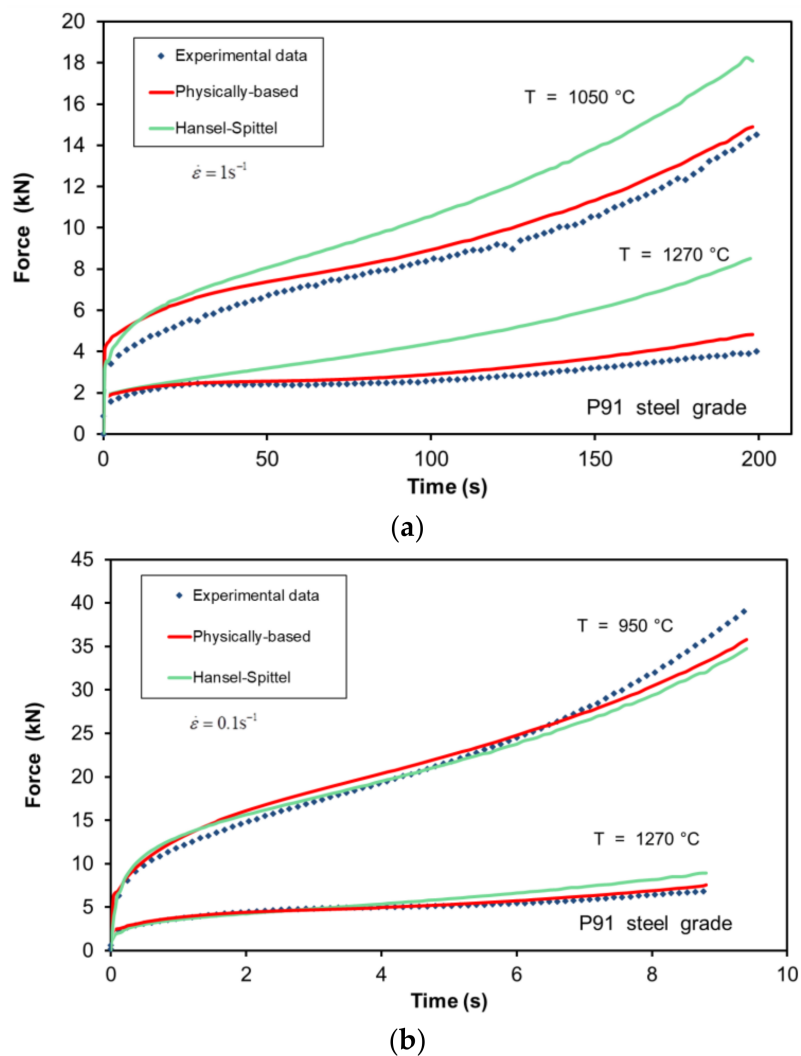 20
18
16
14
12
10
8
6
4
2
0
Force (kN)
Experimental data
Physically-based
Hansel-Spittel
ε̇ = 1s⁻¹
T = 1050 °C
T = 1270 °C
P91 steel grade
0 50 100 150 200
Time (s)
(a)
45
40
35
30
25
20
15
10
5
0
Force (kN)
Experimental data
Physically-based
Hansel-Spittel
ε̇ = 0.1s⁻¹
T = 950 °C
T = 1270 °C
P91 steel grade
0 2 4 6 8 10
Time (s)
(b)